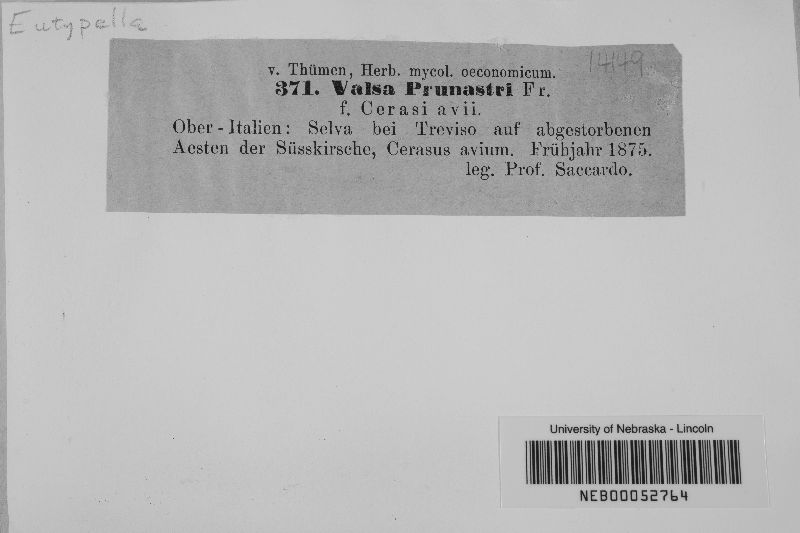 Eutypella
14149
v. Thümen, Herb. mycol. oeconomicum.
371. Valsa Prunastri Fr.
f. Cerasi avii.
Ober-Italien: Selva bei Treviso auf abgestorbenen
Aesten der Süsskirsche, Cerasus avium. Frühjahr 1875.
leg. Prof. Saccardo.
University of Nebraska - Lincoln
NEB00052764